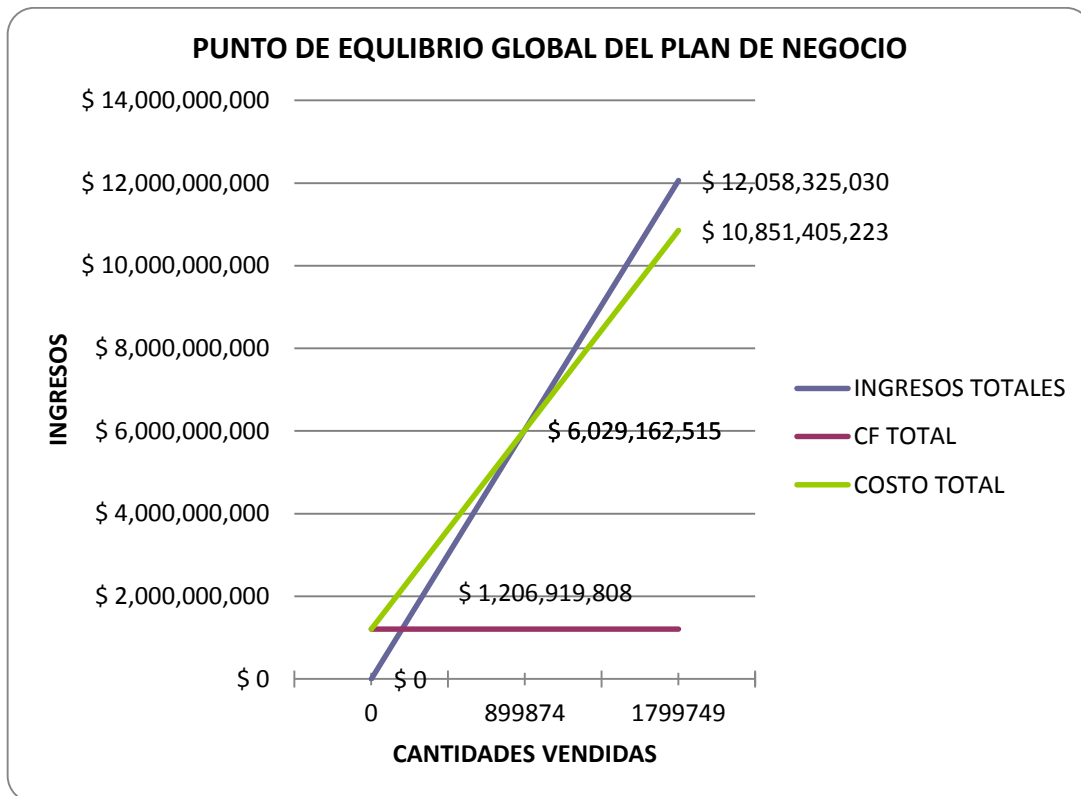 PUNTO DE EQULIBRIO GLOBAL DEL PLAN DE NEGOCIO
$ 14,000,000,000
$ 12,000,000,000
$ 10,000,000,000
$ 8,000,000,000
$ 6,000,000,000
$ 4,000,000,000
$ 2,000,000,000
$ 0
INGRESOS
$ 12,058,325,030
$ 10,851,405,223
$ 6,029,162,515
$ 1,206,919,808
$ 0
0
899874
1799749
CANTIDADES VENDIDAS
INGRESOS TOTALES
CF TOTAL
COSTO TOTAL